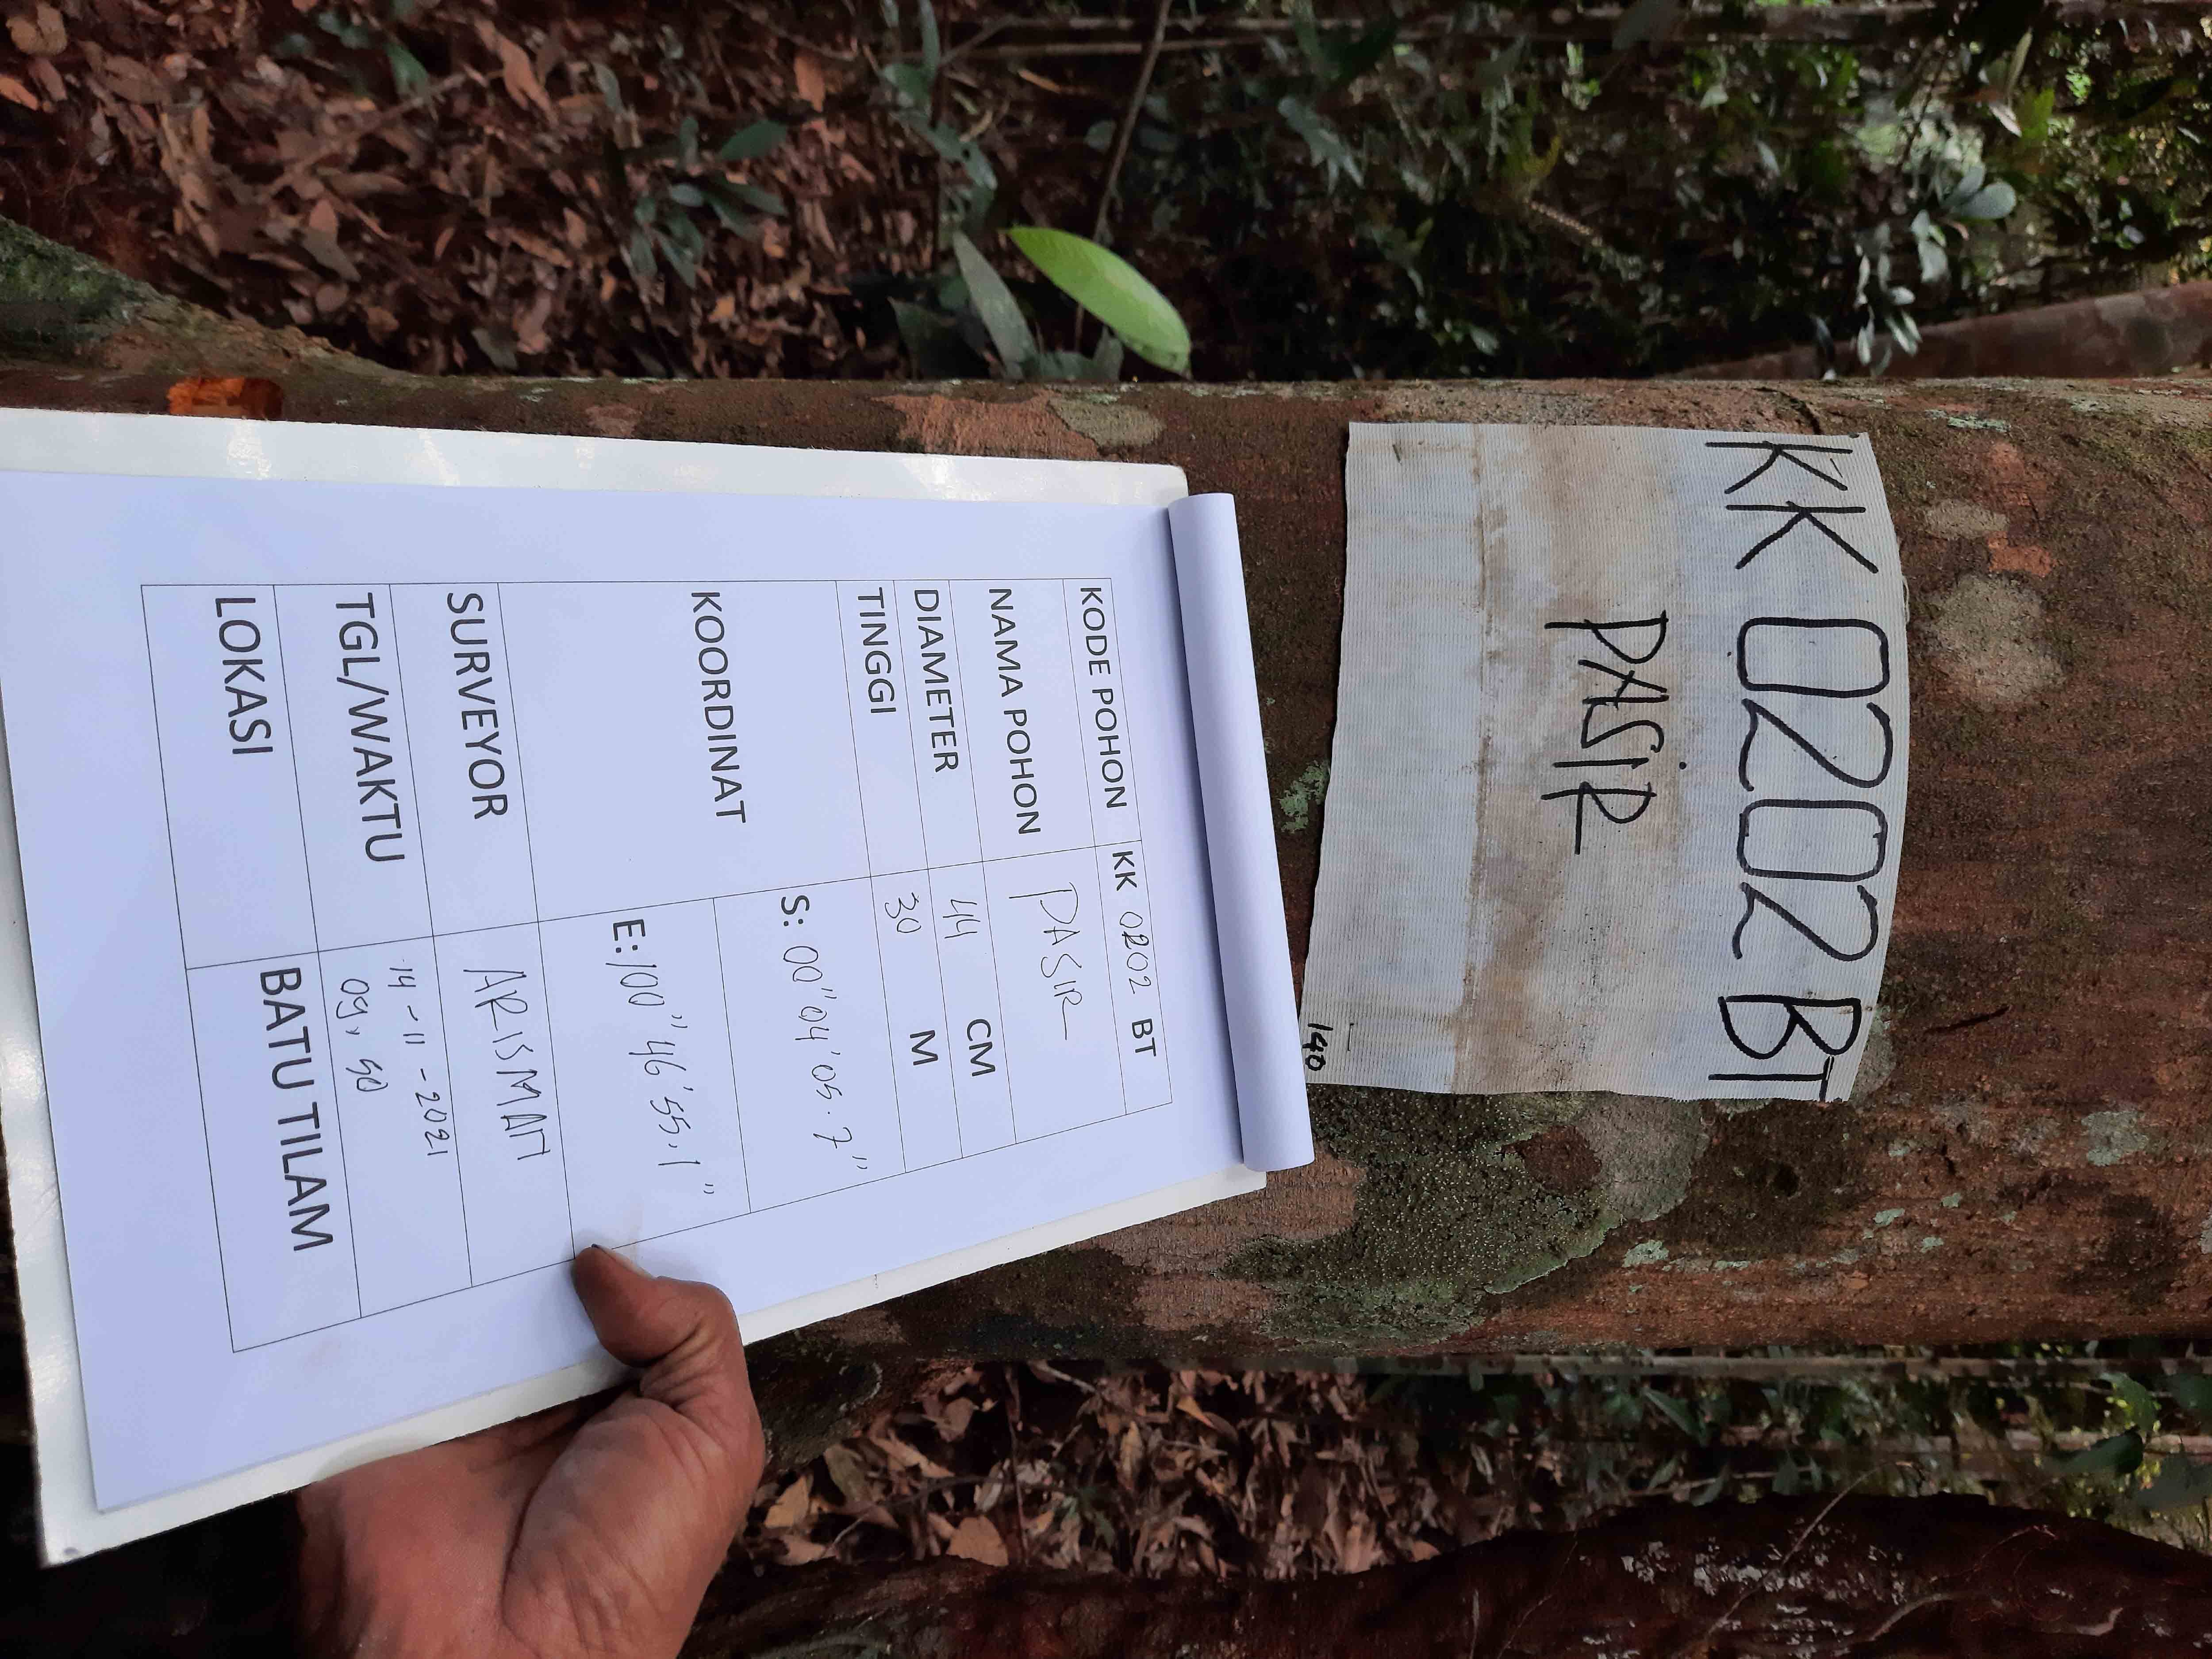 KK 0202 BT
PASIR
140
KODE POHON KK 0202 BT
NAMA POHON PASIR
DIAMETER 44 CM
TINGGI 30 M
KOORDINAT S: 00" 04' 05.7"
E: 100" 46' 55,1"
SURVEYOR ARISMAN
TGL/WAKTU 14-11-2021
09, 50
LOKASI BATU TILAM